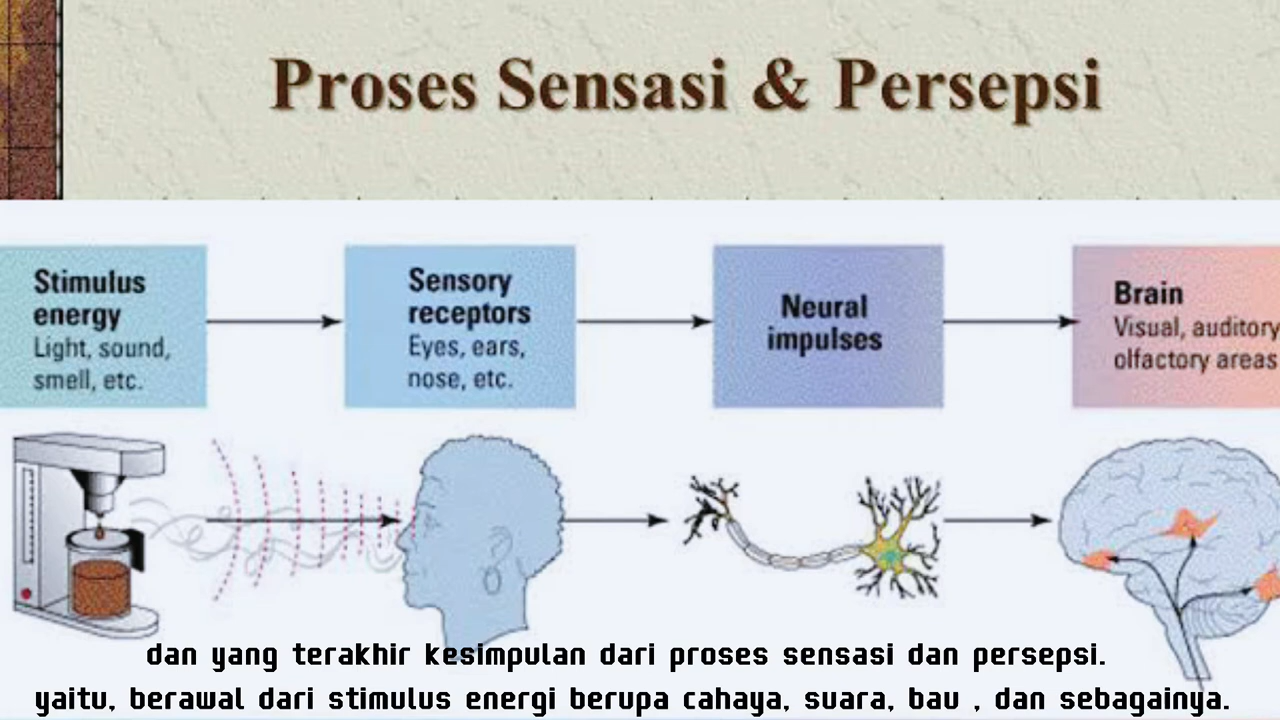 Proses Sensasi & Persepsi
Stimulus
energy
Light, sound,
smell, etc.
Sensory
receptors
Eyes, ears,
nose, etc.
Neural
impulses
Brain
Visual, auditory
olfactory areas
dan yang terakhir kesimpulan dari proses sensasi dan persepsi.
yaitu, berawal dari stimulus energi berupa cahaya, suara, bau , dan sebagainya.